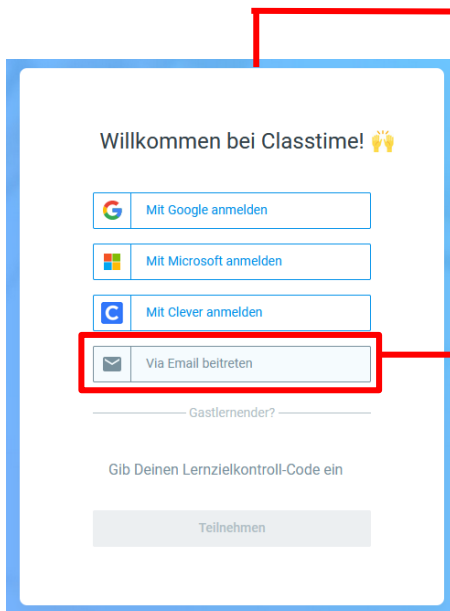 Willkommen bei Classtime! 🙌
Mit Google anmelden
Mit Microsoft anmelden
C Mit Clever anmelden
Via Email beitreten
Gastlernender?
Gib Deinen Lernzielkontroll-Code ein
Teilnehmen